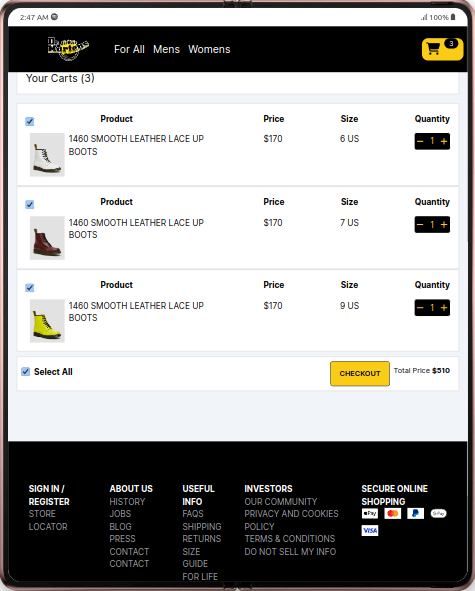 2:47 AM
100%
Dr. Martens
For All Mens Womens
3
Your Carts (3)
Product Price Size Quantity
1460 SMOOTH LEATHER LACE UP $170 6 US − 1 +
BOOTS
Product Price Size Quantity
1460 SMOOTH LEATHER LACE UP $170 7 US − 1 +
BOOTS
Product Price Size Quantity
1460 SMOOTH LEATHER LACE UP $170 9 US − 1 +
BOOTS
Select All CHECKOUT Total Price $510
SIGN IN /
REGISTER
STORE
LOCATOR
ABOUT US
HISTORY
JOBS
BLOG
PRESS
CONTACT
CONTACT
USEFUL
INFO
FAQS
SHIPPING
RETURNS
SIZE
GUIDE
FOR LIFE
INVESTORS
OUR COMMUNITY
PRIVACY AND COOKIES
POLICY
TERMS & CONDITIONS
DO NOT SELL MY INFO
SECURE ONLINE
SHOPPING
Pay
G Pay
VISA